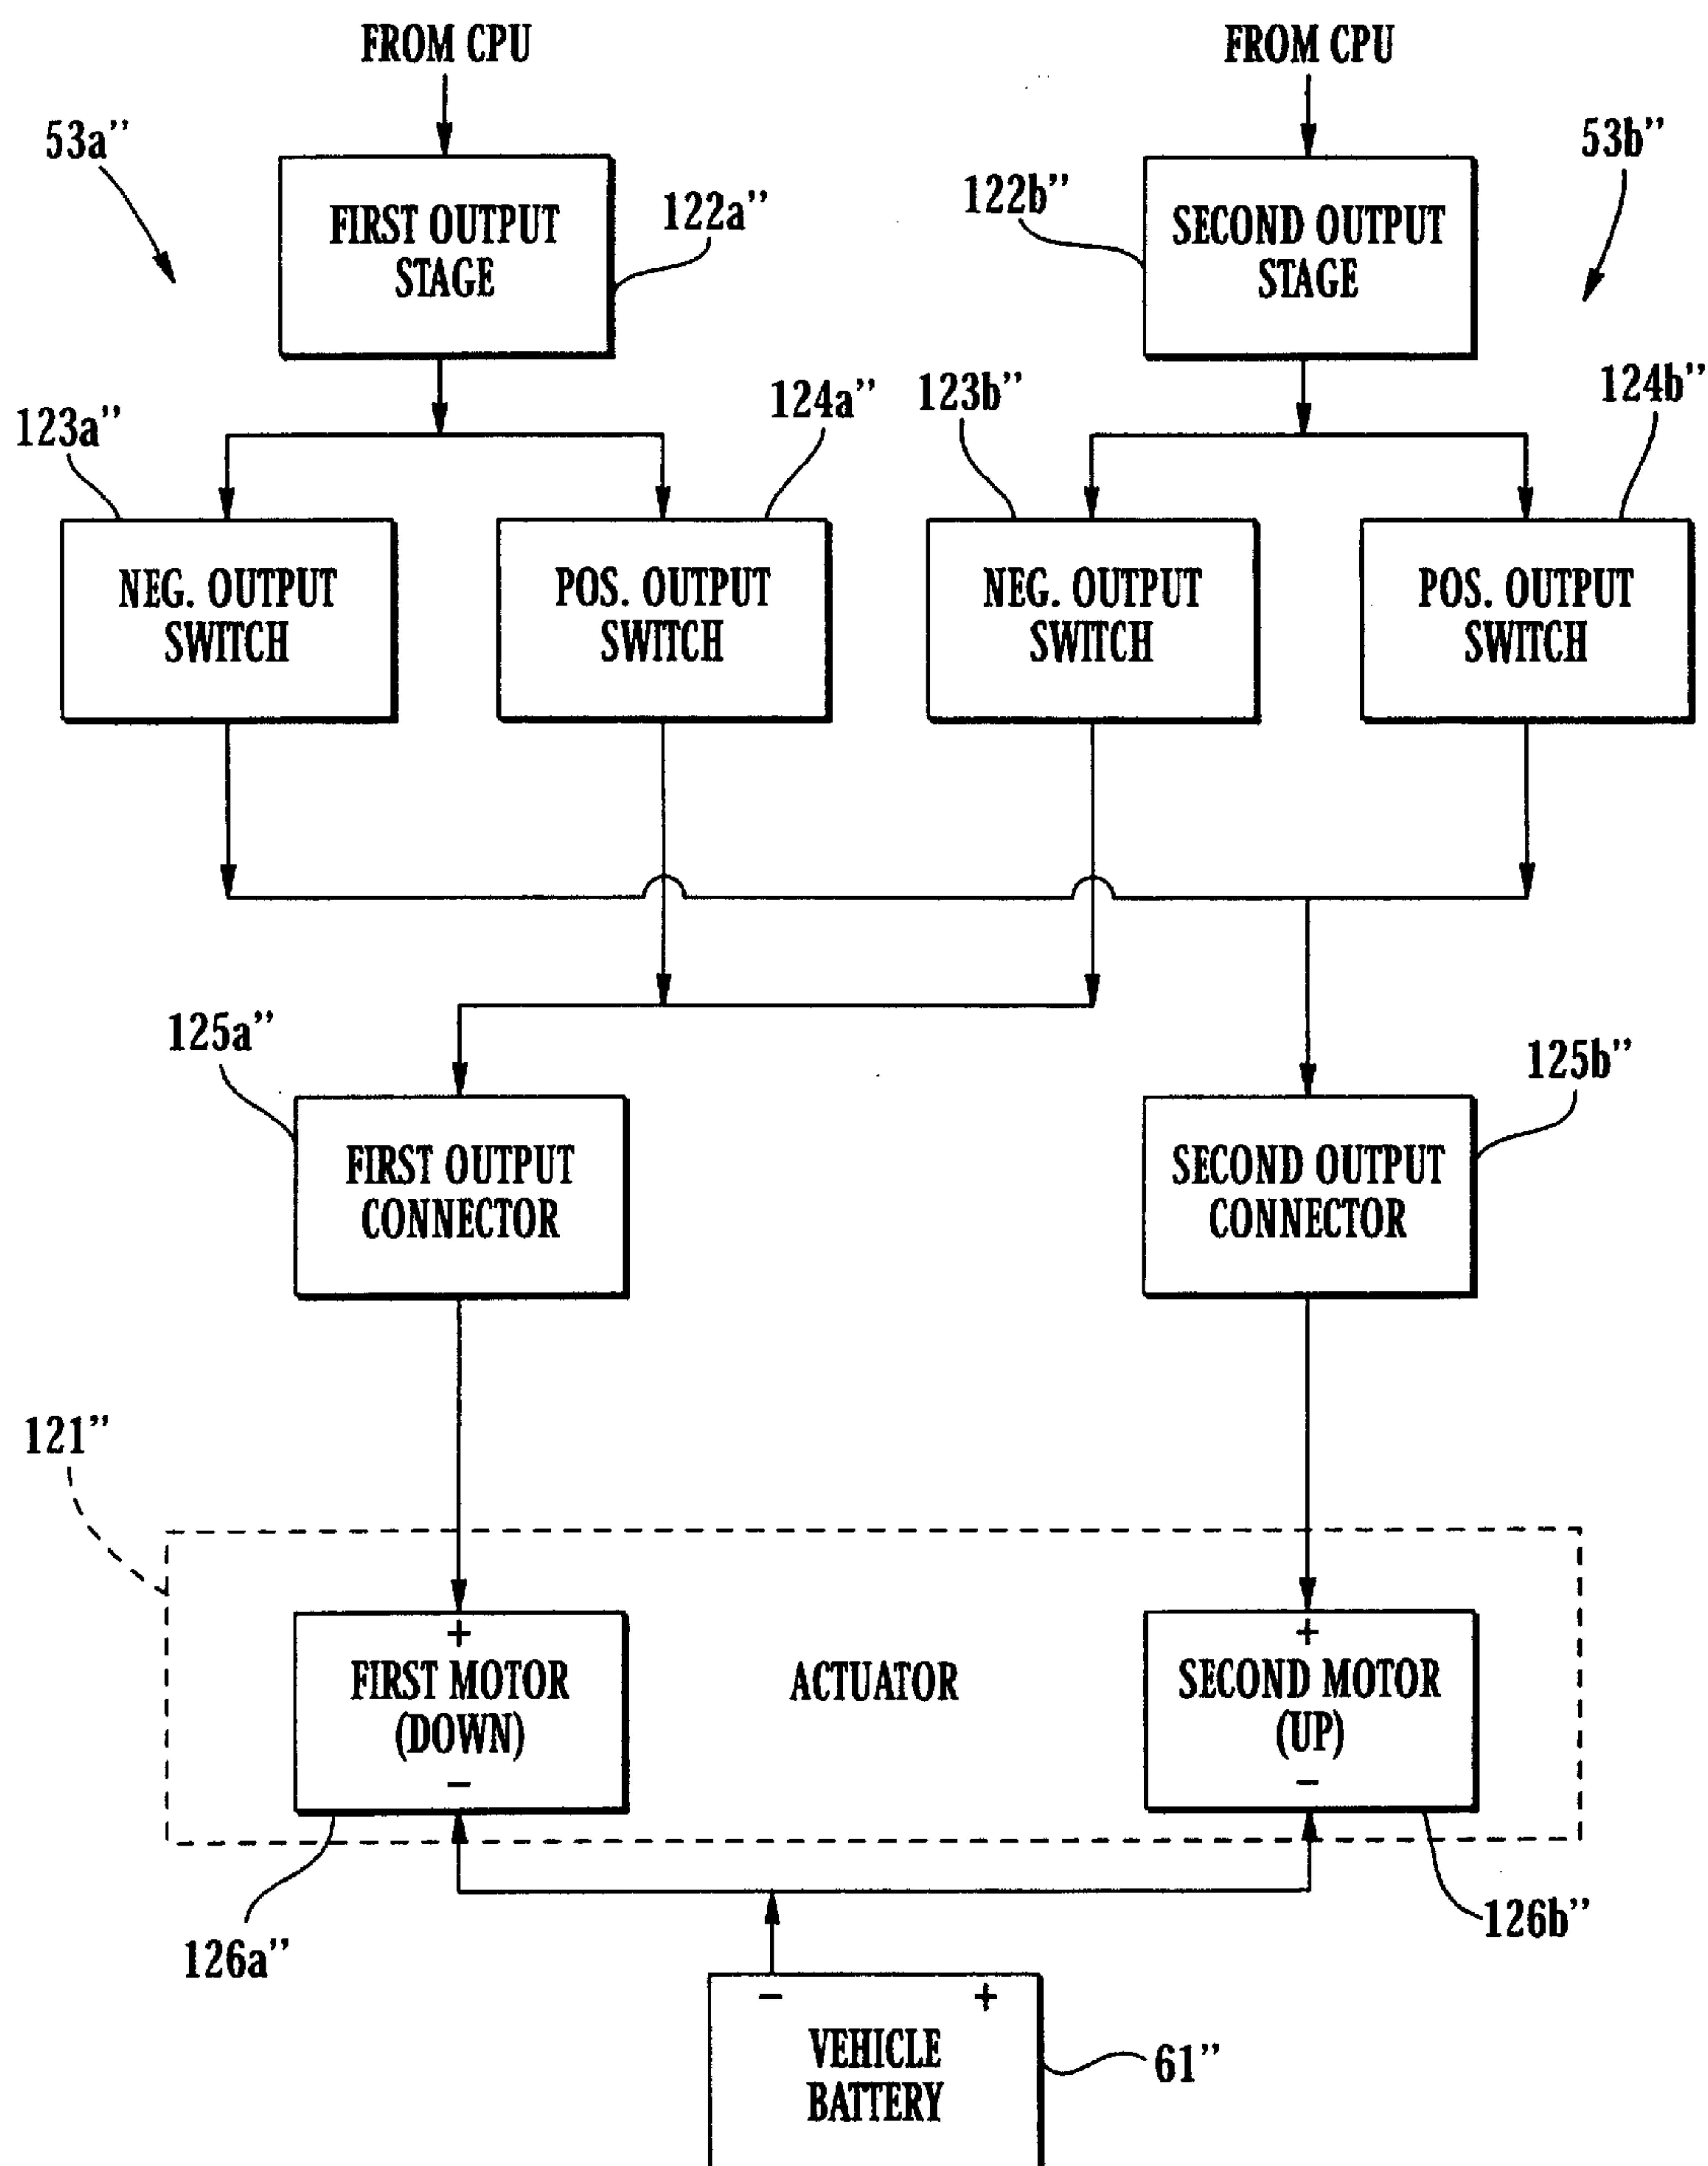 FROM CPU
FROM CPU
53a”
53b”
FIRST OUTPUT
STAGE
122a”
122b”
SECOND OUTPUT
STAGE
123a”
124a”
123b”
124b”
NEG. OUTPUT
SWITCH
POS. OUTPUT
SWITCH
NEG. OUTPUT
SWITCH
POS. OUTPUT
SWITCH
125a”
125b”
FIRST OUTPUT
CONNECTOR
SECOND OUTPUT
CONNECTOR
121”
+
FIRST MOTOR
(DOWN)
–
ACTUATOR
+
SECOND MOTOR
(UP)
–
126a”
126b”
– +
VEHICLE
BATTERY
61”